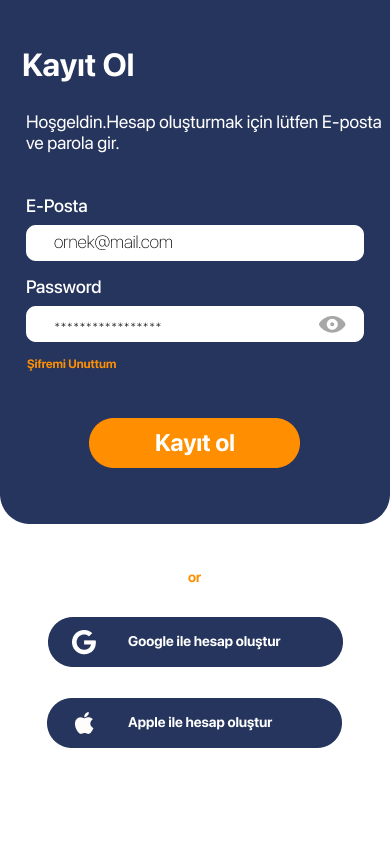 Kayıt Ol
Hoşgeldin.Hesap oluşturmak için lütfen E-posta
ve parola gir.
E-Posta
ornek@mail.com
Password
*****************
Şifremi Unuttum
Kayıt ol
or
Google ile hesap oluştur
Apple ile hesap oluştur